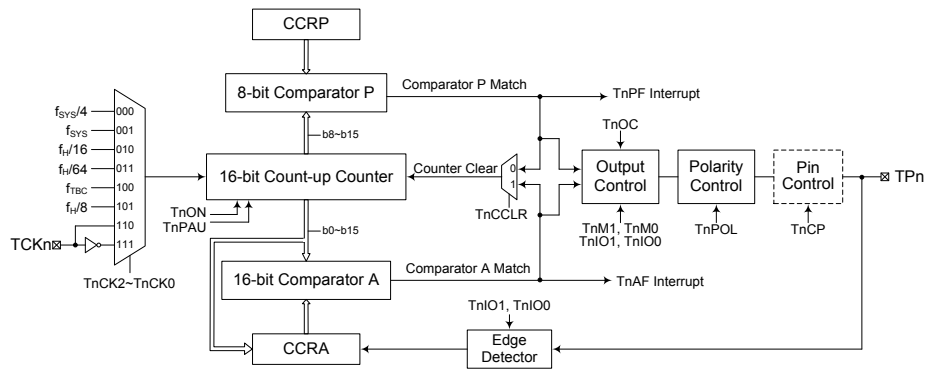 CCRP
8-bit Comparator P
Comparator P Match
TnPF Interrupt
b8~b15
fSYS/4
000
fSYS
001
fH/16
010
fH/64
011
fTBC
100
fH/8
101
110
111
TCKn
TnCK2~TnCK0
16-bit Count-up Counter
Counter Clear
0
1
TnCCLR
TnON
TnPAU
b0~b15
TnOC
Output
Control
TnM1, TnM0
TnIO1, TnIO0
Polarity
Control
TnPOL
Pin
Control
TnCP
TPn
16-bit Comparator A
Comparator A Match
TnAF Interrupt
TnIO1, TnIO0
CCRA
Edge
Detector